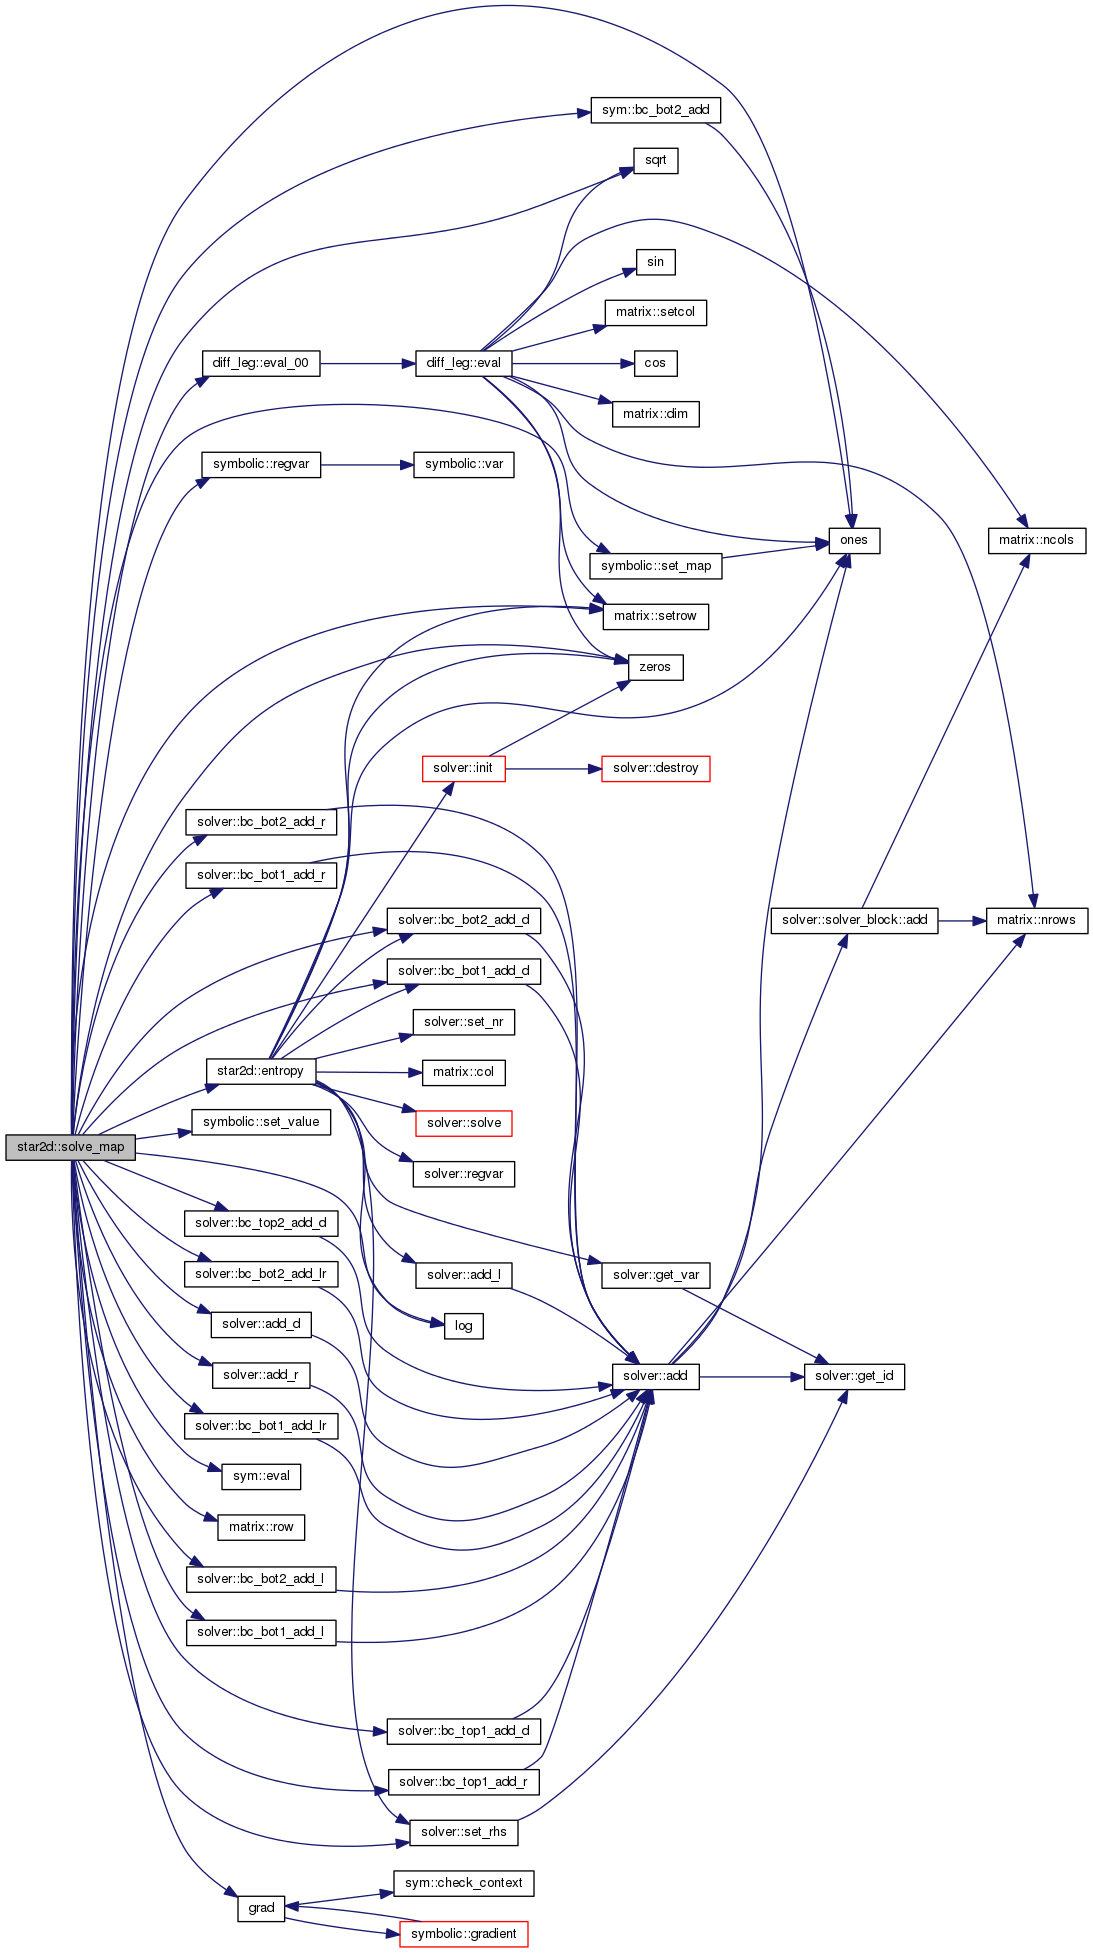 sym::bc_bot2_add
sqrt
sin
matrix::setcol
diff_leg::eval_00
diff_leg::eval
cos
matrix::dim
symbolic::regvar
symbolic::var
ones
matrix::ncols
symbolic::set_map
matrix::setrow
zeros
solver::init
solver::destroy
solver::bc_bot2_add_r
solver::bc_bot1_add_r
solver::bc_bot2_add_d
solver::solver_block::add
matrix::nrows
solver::bc_bot1_add_d
solver::set_nr
star2d::entropy
matrix::col
symbolic::set_value
solver::solve
star2d::solve_map
solver::regvar
solver::bc_top2_add_d
solver::bc_bot2_add_lr
solver::add_l
solver::get_var
solver::add_d
log
solver::add_r
solver::add
solver::get_id
solver::bc_bot1_add_lr
sym::eval
matrix::row
solver::bc_bot2_add_l
solver::bc_bot1_add_l
solver::bc_top1_add_d
solver::bc_top1_add_r
solver::set_rhs
sym::check_context
grad
symbolic::gradient